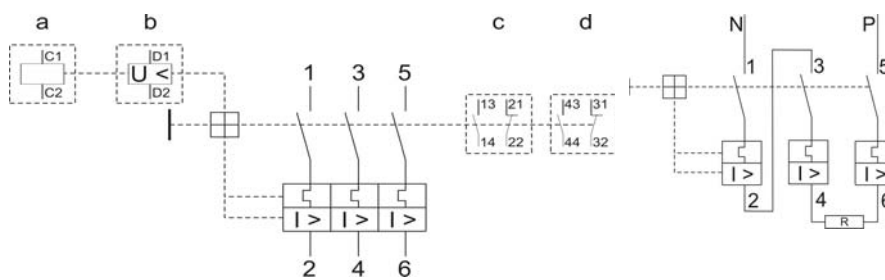 a b c d
C1 D1
U <
C2 D2
1 3 5
13 21 43 31
14 22 44 32
I > I > I >
2 4 6
N P
1 3 5
I > I > I >
2 4 6
R